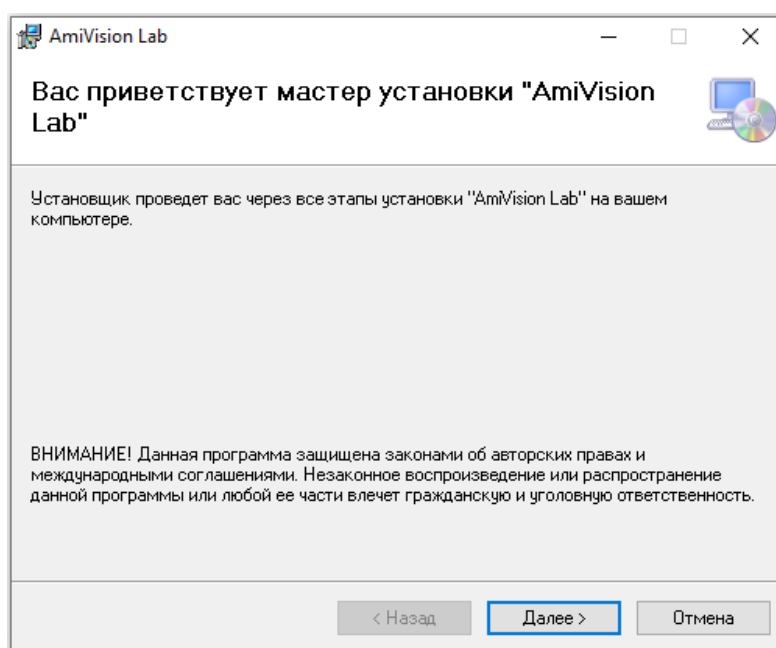 AmiVision Lab
Вас приветствует мастер установки "AmiVision
Lab"
Установщик проведет вас через все этапы установки "AmiVision Lab" на вашем
компьютере.
ВНИМАНИЕ! Данная программа защищена законами об авторских правах и
международными соглашениями. Незаконное воспроизведение или распространение
данной программы или любой ее части влечет гражданскую и уголовную ответственность.
< Назад
Далее >
Отмена